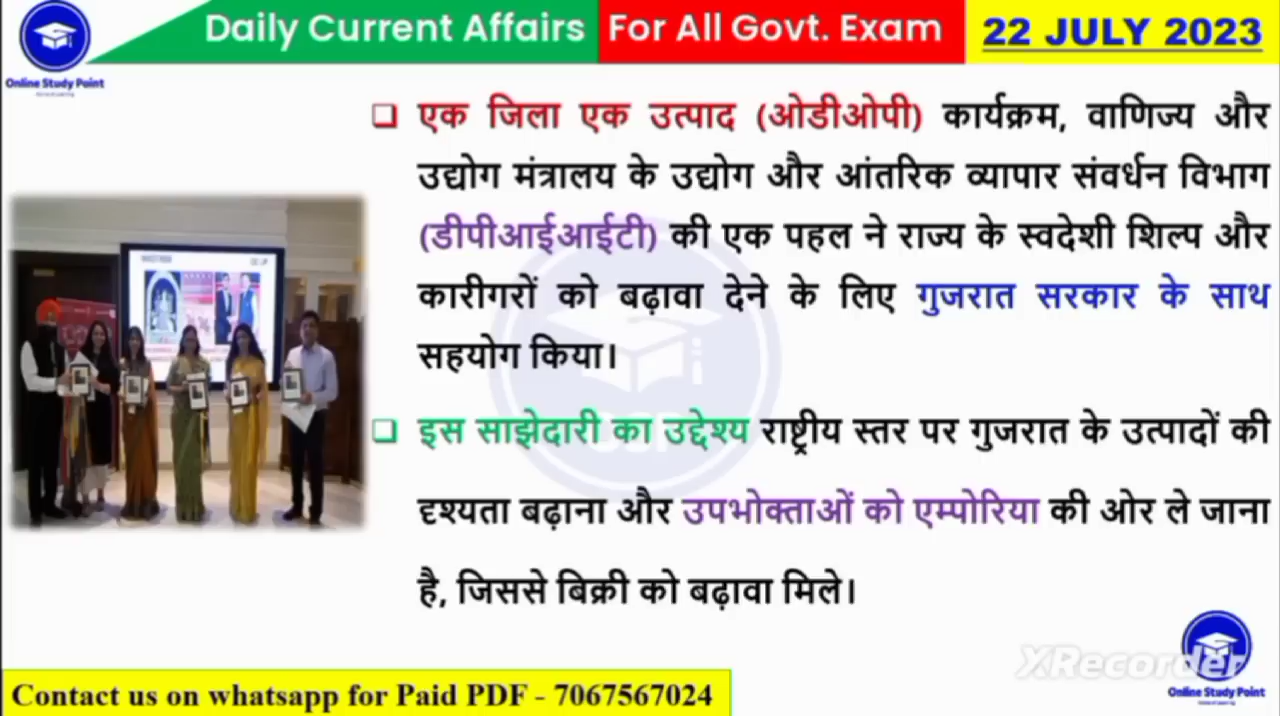 Daily Current Affairs For All Govt. Exam 22 JULY 2023
Online Study Point
❑ एक जिला एक उत्पाद (ओडीओपी) कार्यक्रम, वाणिज्य और
उद्योग मंत्रालय के उद्योग और आंतरिक व्यापार संवर्धन विभाग
(डीपीआईआईटी) की एक पहल ने राज्य के स्वदेशी शिल्प और
कारीगरों को बढ़ावा देने के लिए गुजरात सरकार के साथ
सहयोग किया।
❑ इस साझेदारी का उद्देश्य राष्ट्रीय स्तर पर गुजरात के उत्पादों की
दृश्यता बढ़ाना और उपभोक्ताओं को एम्पोरिया की ओर ले जाना
है, जिससे बिक्री को बढ़ावा मिले।
XRecorder
Online Study Point
Contact us on whatsapp for Paid PDF - 7067567024